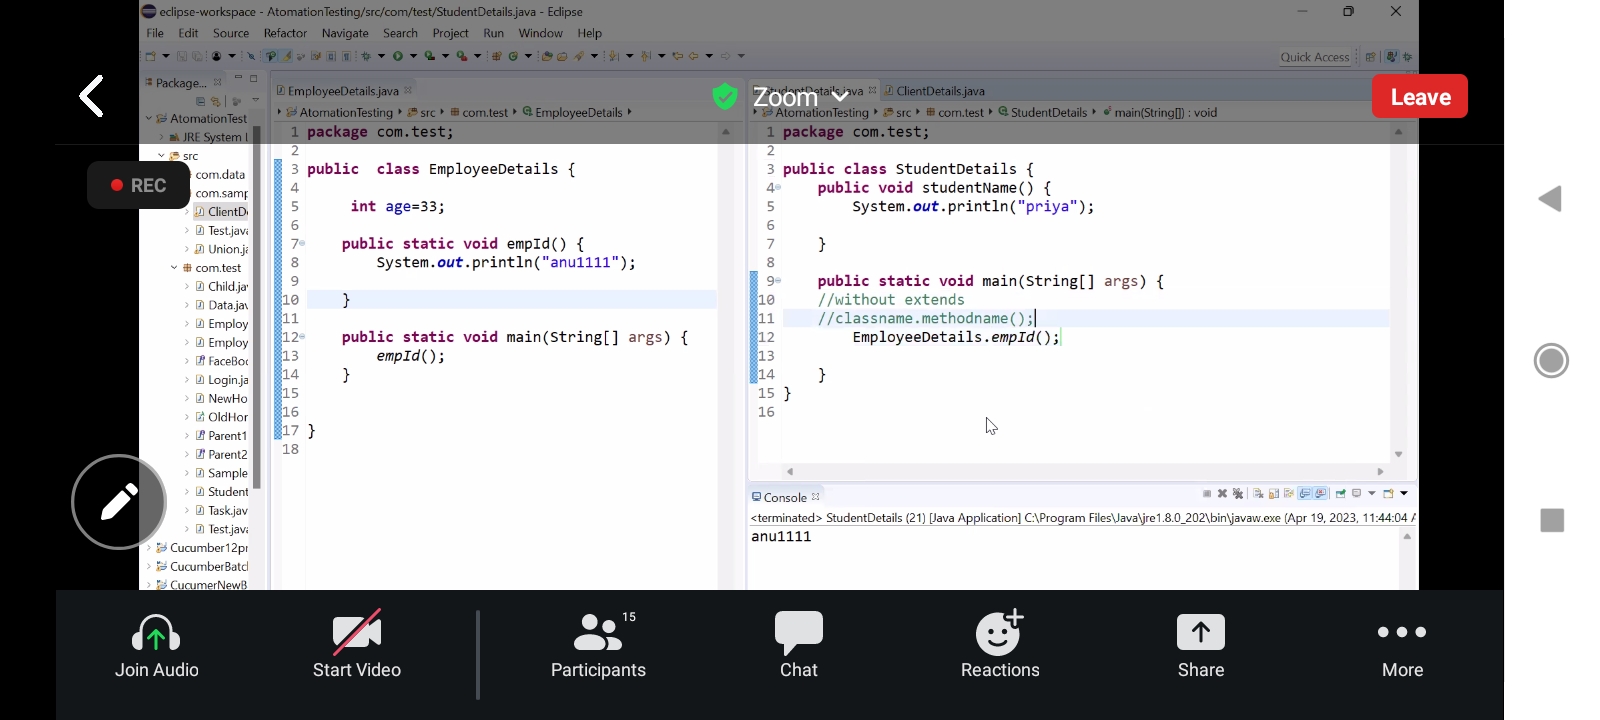 eclipse-workspace - AtomationTesting/src/com/test/StudentDetails.java - Eclipse
File Edit Source Refactor Navigate Search Project Run Window Help
Quick Access
Package...
AtomationTest
JRE System
src
com.data
com.samp
ClientD
Test.java
Union.ja
com.test
Child.ja
Data.jav
Employ
Employ
FaceBoo
Login.ja
NewHo
OldHor
Parent1
Parent2
Sample
Student
Task.jav
Test.java
Cucumber12pr
CucumberBatc
CucumerNewB
EmployeeDetails.java
AtomationTesting src com.test EmployeeDetails
1 package com.test;
2
3 public  class EmployeeDetails {
4
5     int age=33;
6
7    public static void empId() {
8        System.out.println("anu1111");
9
10    }
11
12    public static void main(String[] args) {
13        empId();
14    }
15
16
17 }
18
StudentDetails.java ClientDetails.java
AtomationTesting src com.test StudentDetails main(String[]) : void
1 package com.test;
2
3 public class StudentDetails {
4    public void studentName() {
5        System.out.println("priya");
6
7    }
8
9    public static void main(String[] args) {
10    //without extends
11    //classname.methodname();
12        EmployeeDetails.empId();
13
14    }
15 }
16
Console
<terminated> StudentDetails (21) [Java Application] C:\Program Files\Java\jre1.8.0_202\bin\javaw.exe (Apr 19, 2023, 11:44:04
anu1111
Zoom
Leave
REC
Join Audio
Start Video
15
Participants
Chat
Reactions
Share
More